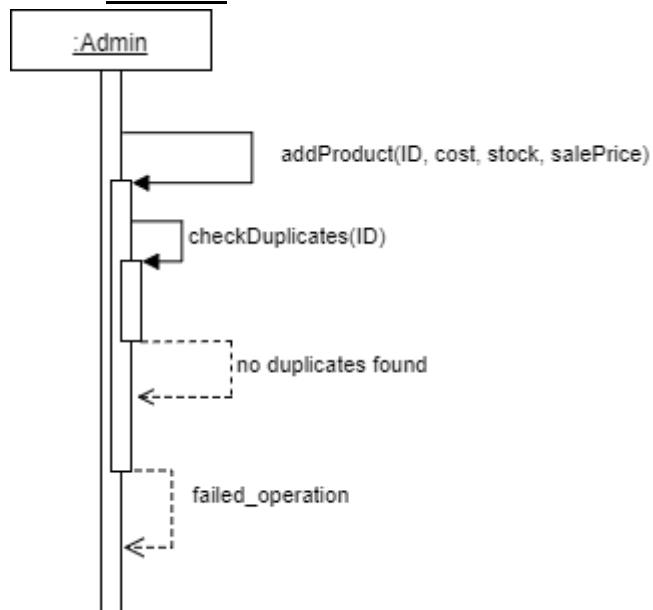 :Admin
addProduct(ID, cost, stock, salePrice)
checkDuplicates(ID)
no duplicates found
failed_operation